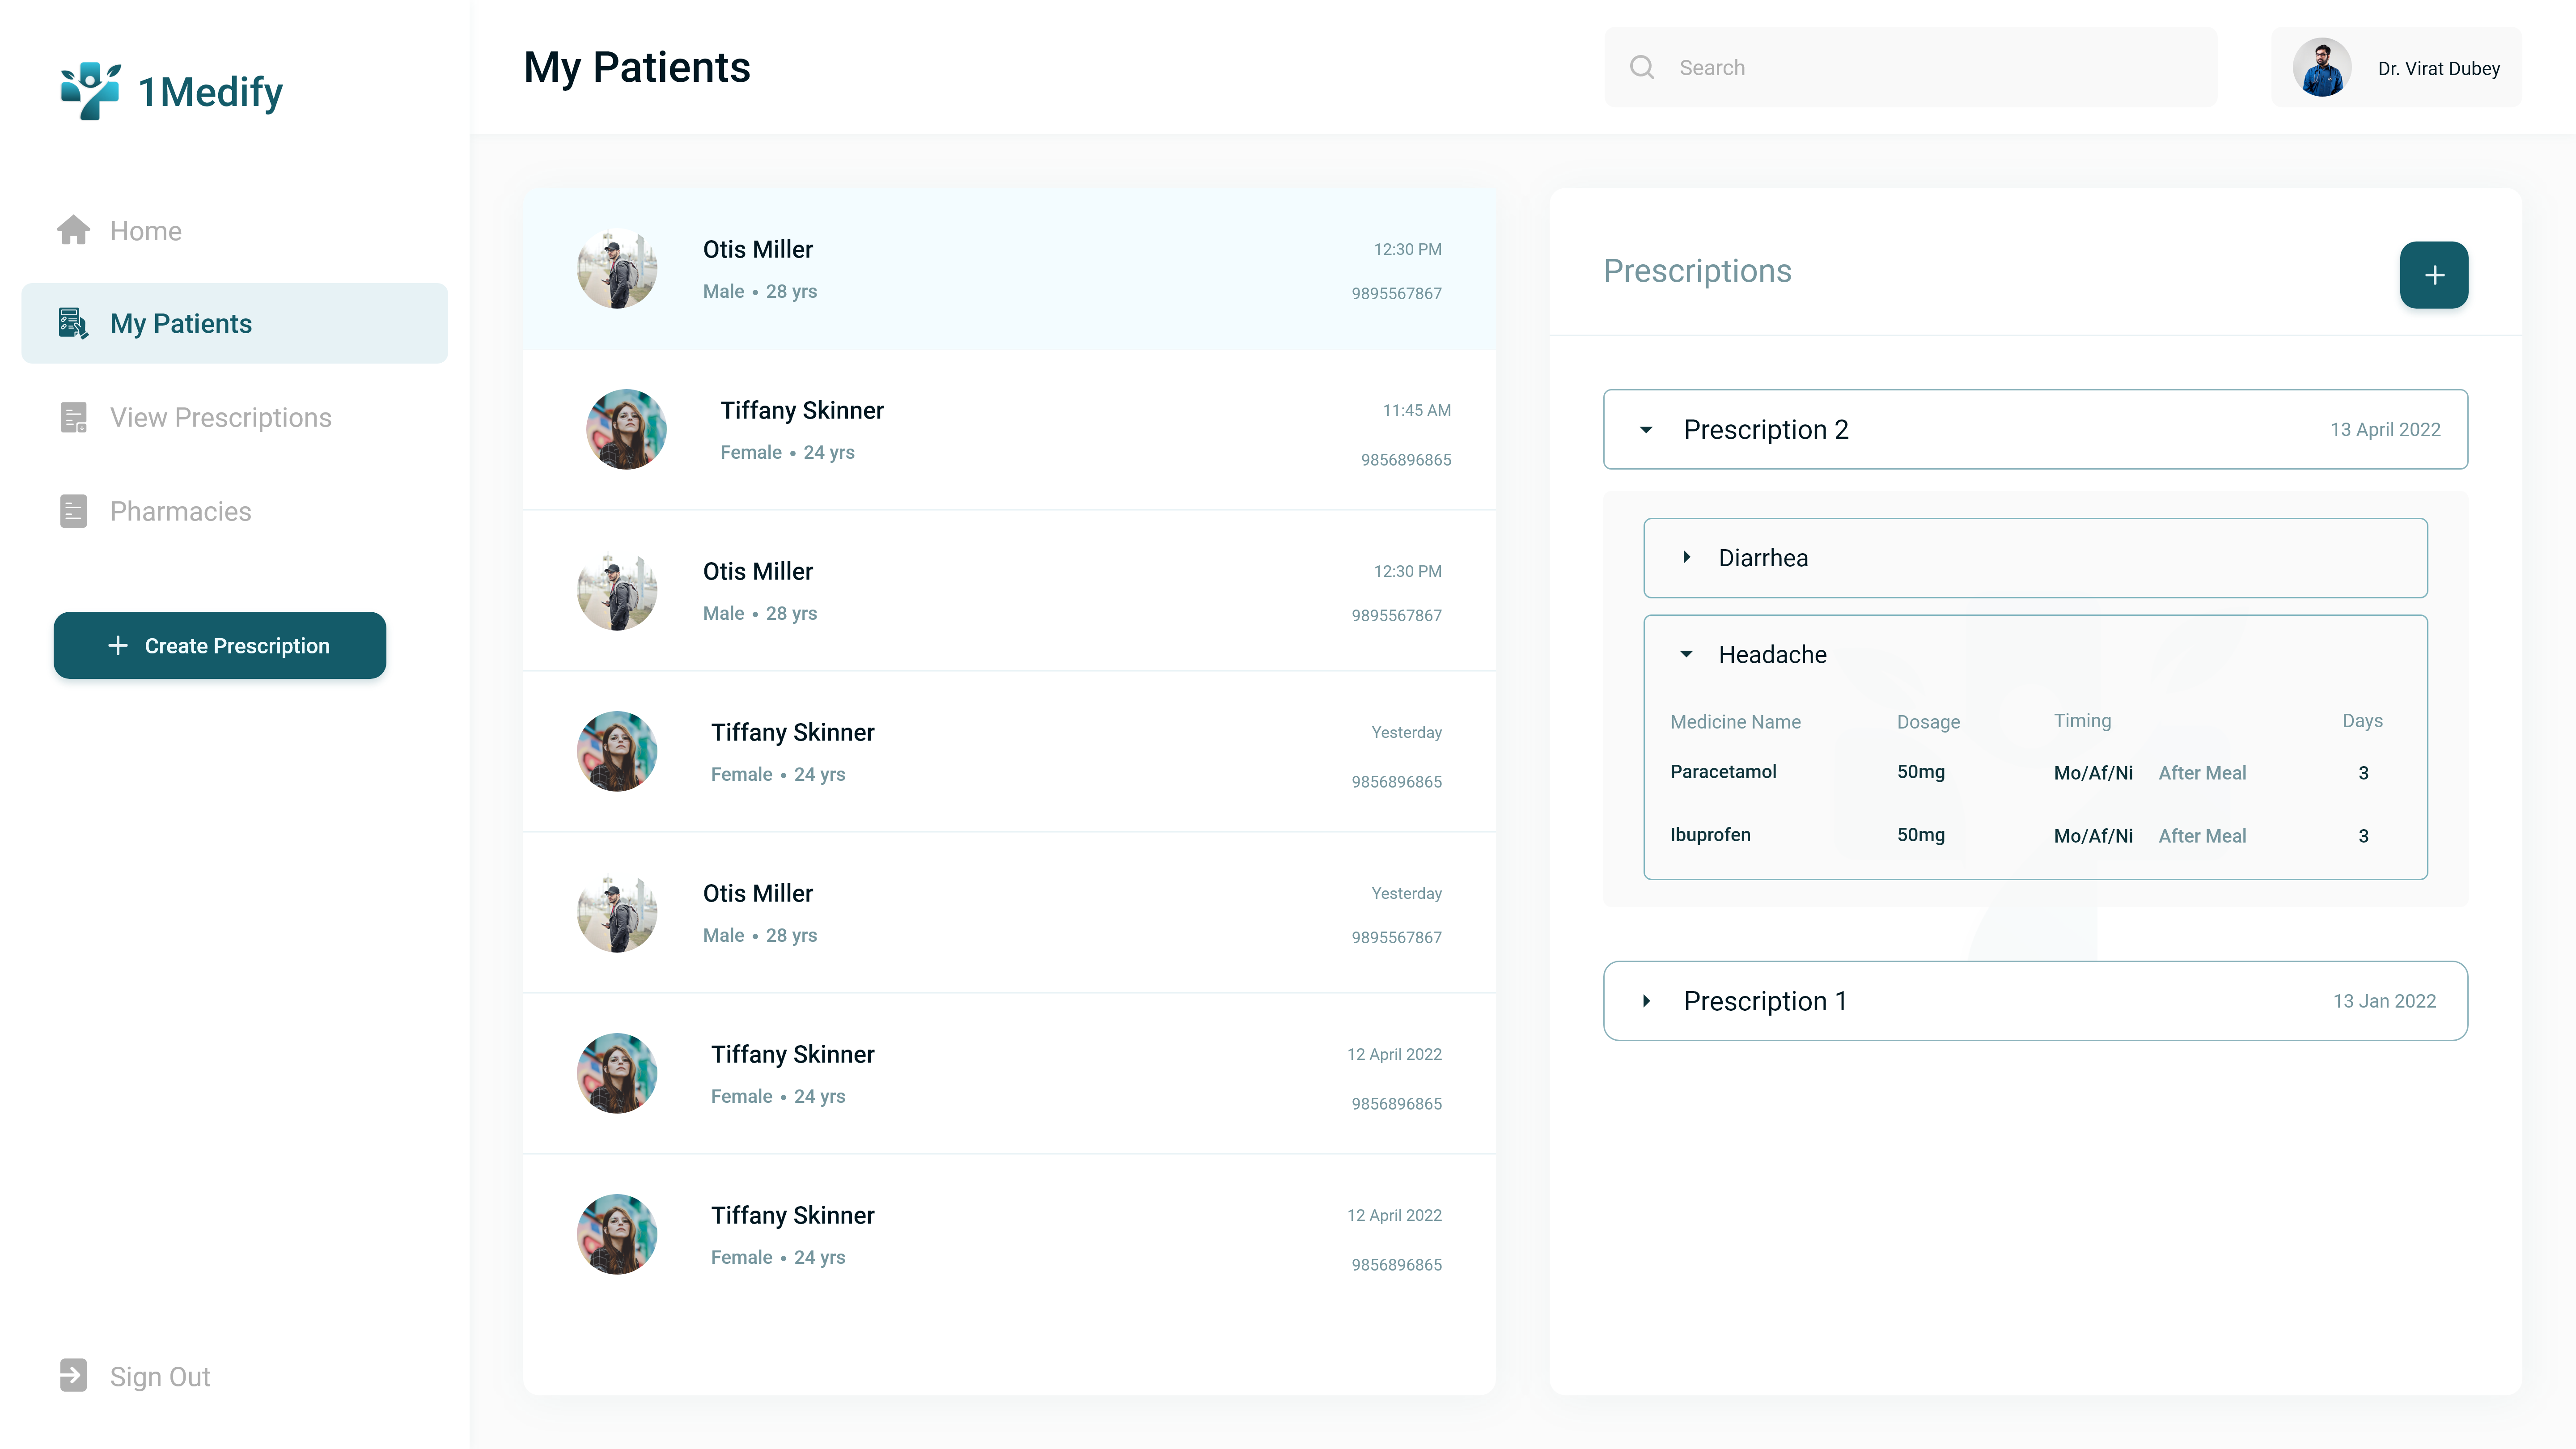 1Medify
Home
My Patients
View Prescriptions
Pharmacies
+ Create Prescription
Sign Out
My Patients
Search
Dr. Virat Dubey
Otis Miller
12:30 PM
Male • 28 yrs
9895567867
Tiffany Skinner
11:45 AM
Female • 24 yrs
9856896865
Otis Miller
12:30 PM
Male • 28 yrs
9895567867
Tiffany Skinner
Yesterday
Female • 24 yrs
9856896865
Otis Miller
Yesterday
Male • 28 yrs
9895567867
Tiffany Skinner
12 April 2022
Female • 24 yrs
9856896865
Tiffany Skinner
12 April 2022
Female • 24 yrs
9856896865
Prescriptions
+
Prescription 2
13 April 2022
Diarrhea
Headache
Medicine Name Dosage Timing Days
Paracetamol 50mg Mo/Af/Ni After Meal 3
Ibuprofen 50mg Mo/Af/Ni After Meal 3
Prescription 1
13 Jan 2022